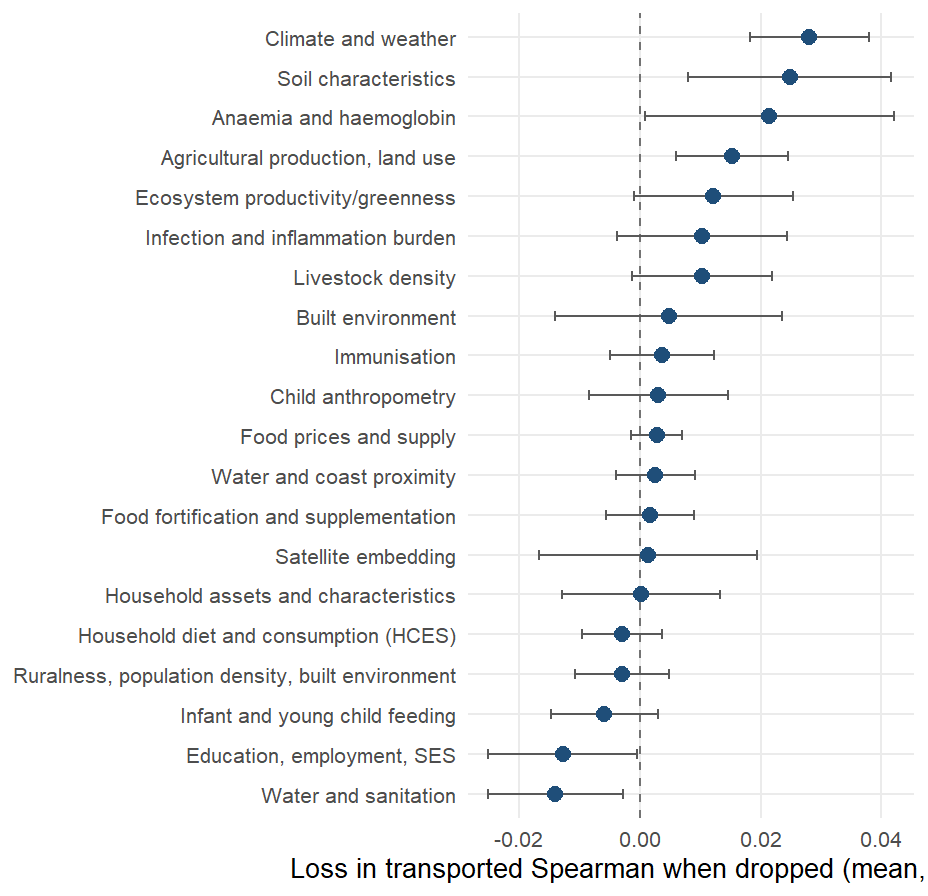 Climate and weather
Soil characteristics
Anaemia and haemoglobin
Agricultural production, land use
Ecosystem productivity/greenness
Infection and inflammation burden
Livestock density
Built environment
Immunisation
Child anthropometry
Food prices and supply
Water and coast proximity
Food fortification and supplementation
Satellite embedding
Household assets and characteristics
Household diet and consumption (HCES)
Ruralness, population density, built environment
Infant and young child feeding
Education, employment, SES
Water and sanitation
-0.02 0.00 0.02 0.04
Loss in transported Spearman when dropped (mean,